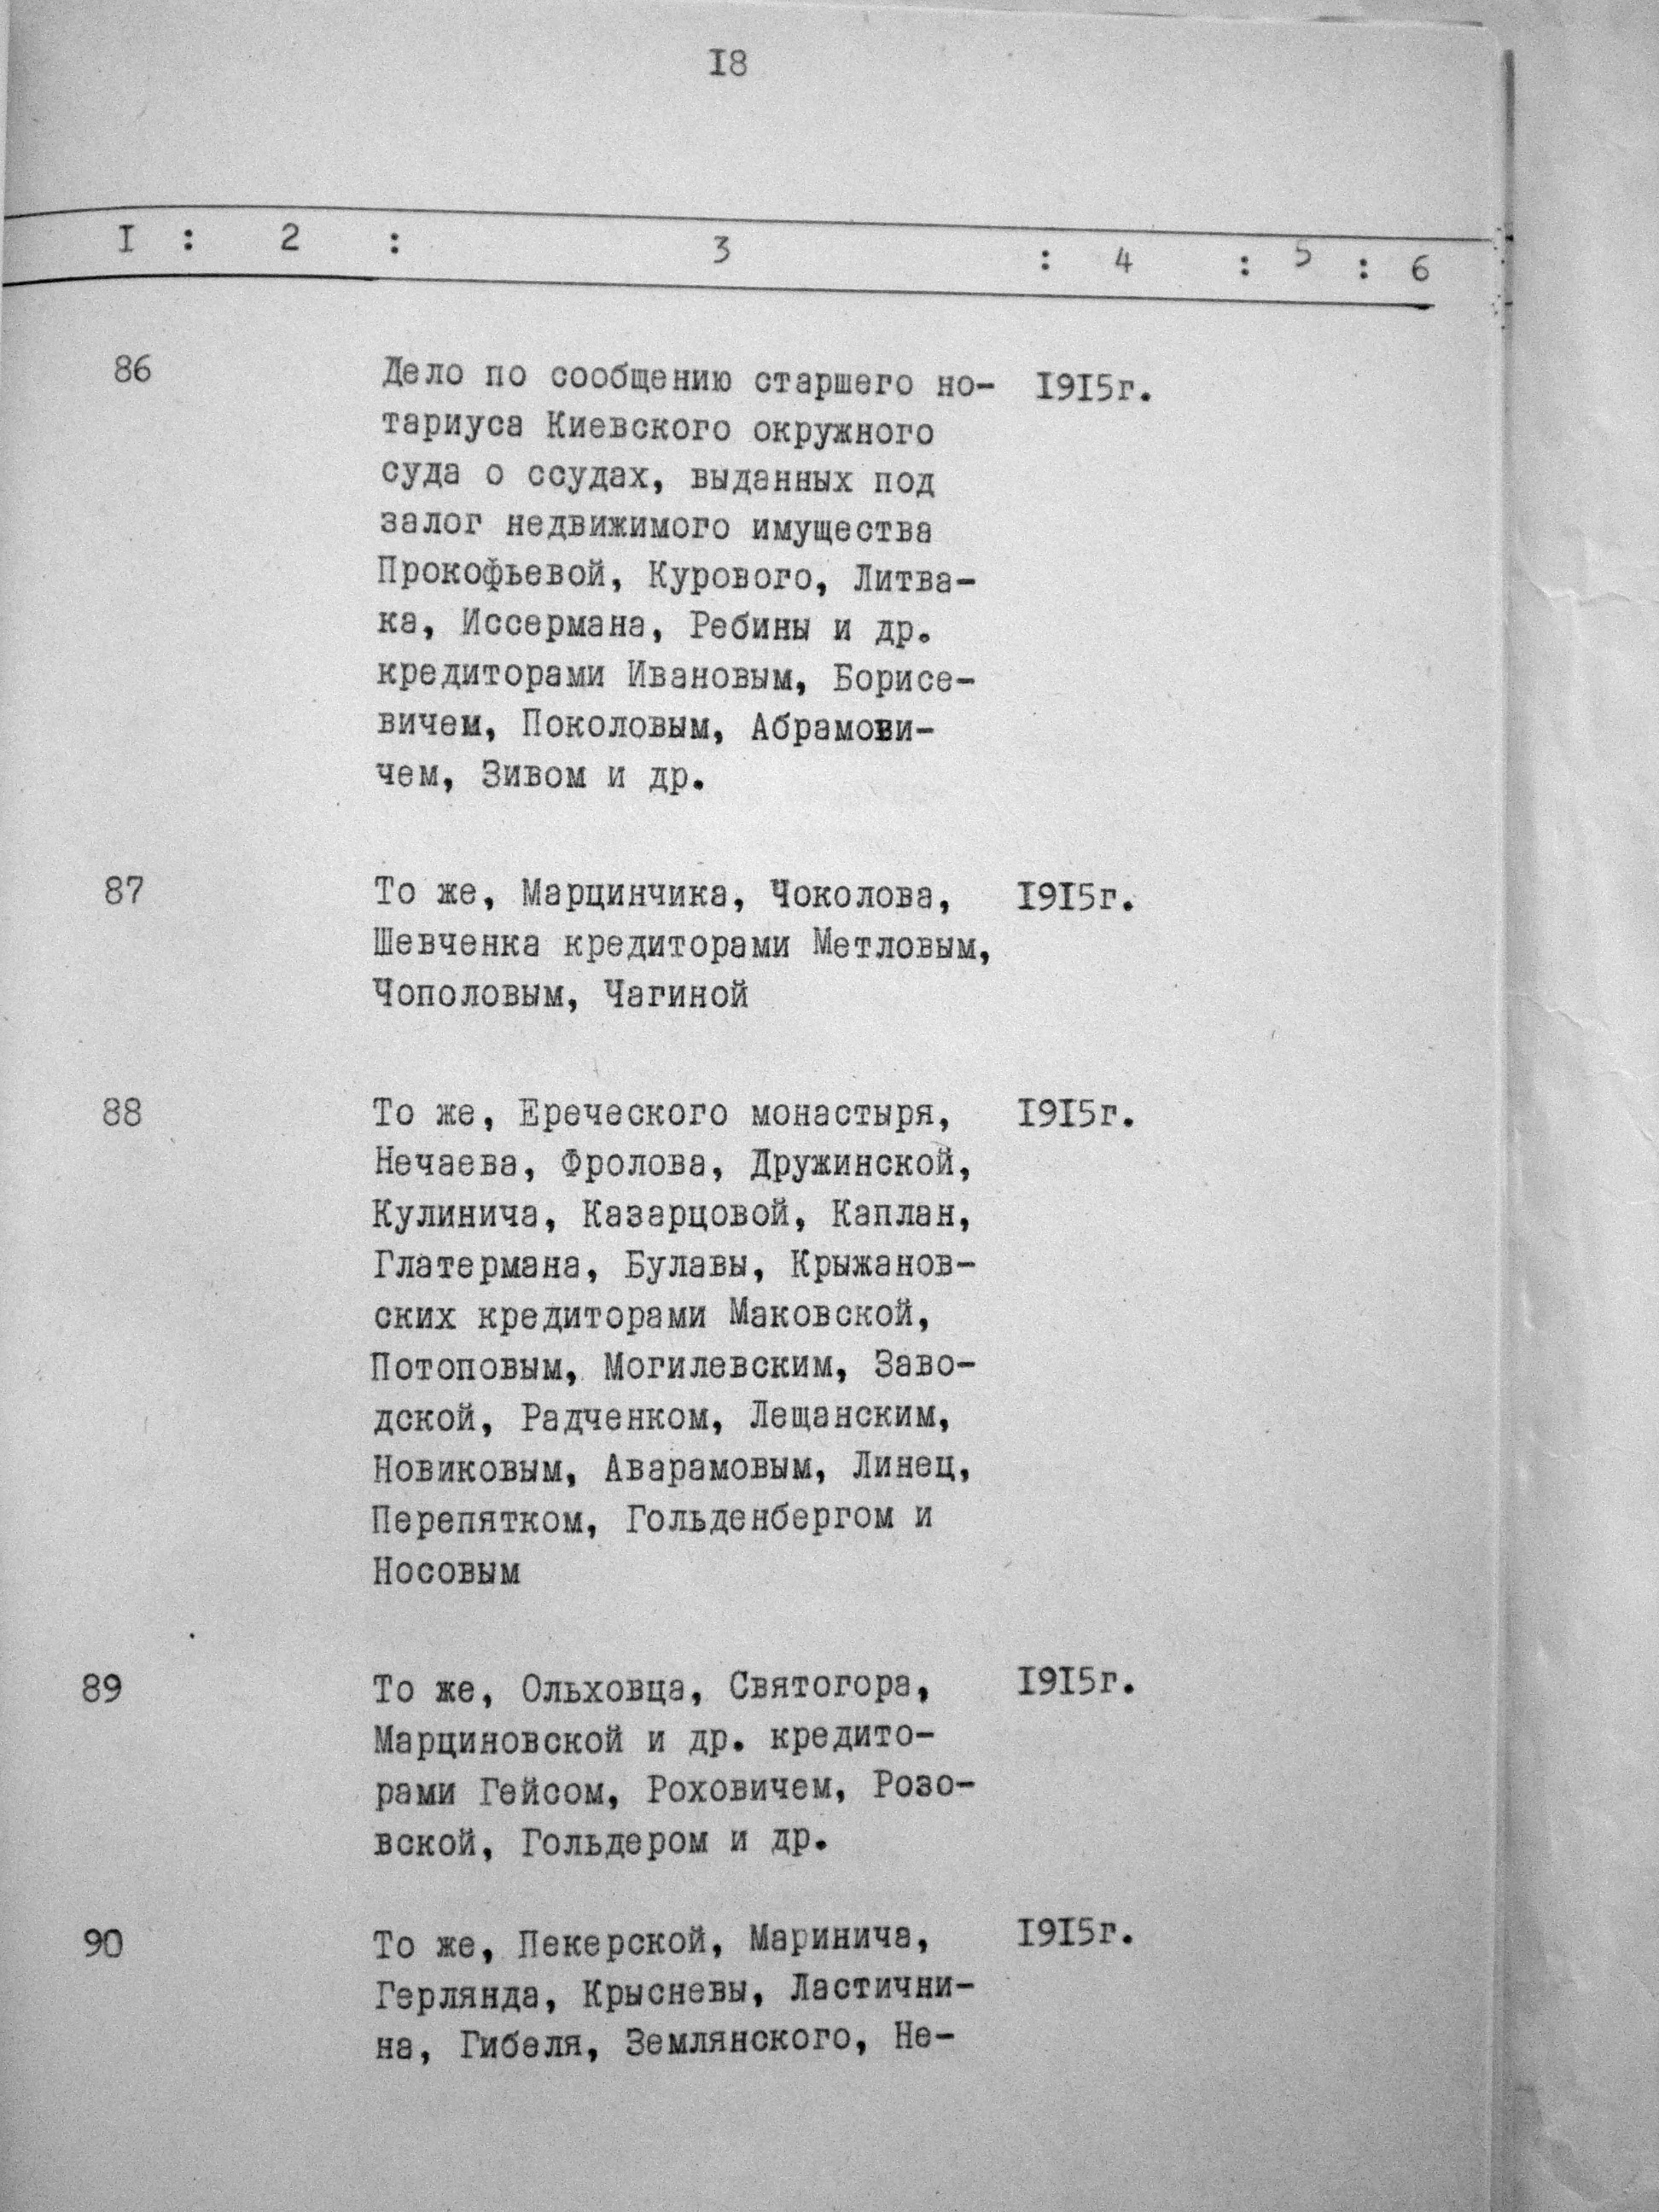 I8
I : 2 : 3 : 4 : 5 : 6
86 Дело по сообщению старшего но- I9I5г.
тариуса Киевского окружного
суда о ссудах, выданных под
залог недвижимого имущества
Прокофьевой, Курового, Литва-
ка, Иссермана, Ребины и др.
кредиторами Ивановым, Борисе-
вичем, Поколовым, Абрамови-
чем, Зивом и др.
87 То же, Марцинчика, Чоколова, I9I5г.
Шевченка кредиторами Метловым,
Чополовым, Чагиной
88 То же, Ереческого монастыря, I9I5г.
Нечаева, Фролова, Дружинской,
Кулинича, Казарцовой, Каплан,
Глатермана, Булавы, Крыжанов-
ских кредиторами Маковской,
Потоповым, Могилевским, Заво-
дской, Радченком, Лещанским,
Новиковым, Аварамовым, Линец,
Перепятком, Гольденбергом и
Носовым
89 То же, Ольховца, Святогора, I9I5г.
Марциновской и др. кредито-
рами Гейсом, Роховичем, Розо-
вской, Гольдером и др.
90 То же, Пекерской, Маринича, I9I5г.
Герлянда, Крысневы, Ластични-
на, Гибеля, Землянского, Не-